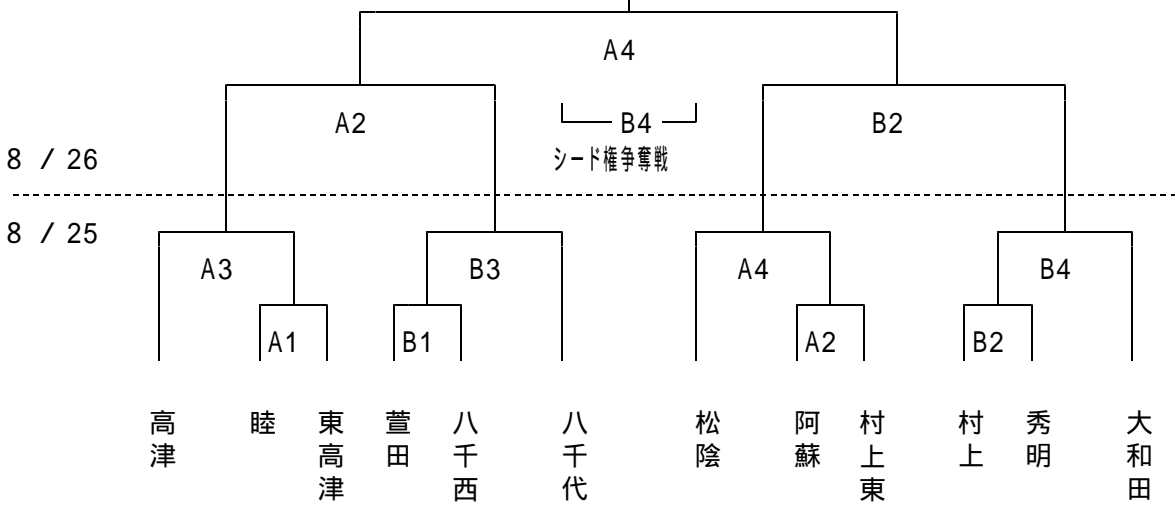 A4
A2
B4
B2
シード権争奪戦
8 / 26
8 / 25
A3
B3
A4
B4
A1
B1
A2
B2
高津
睦
東高津
萱田
八千西
八千代
松陰
阿蘇
村上東
村上
秀明
大和田